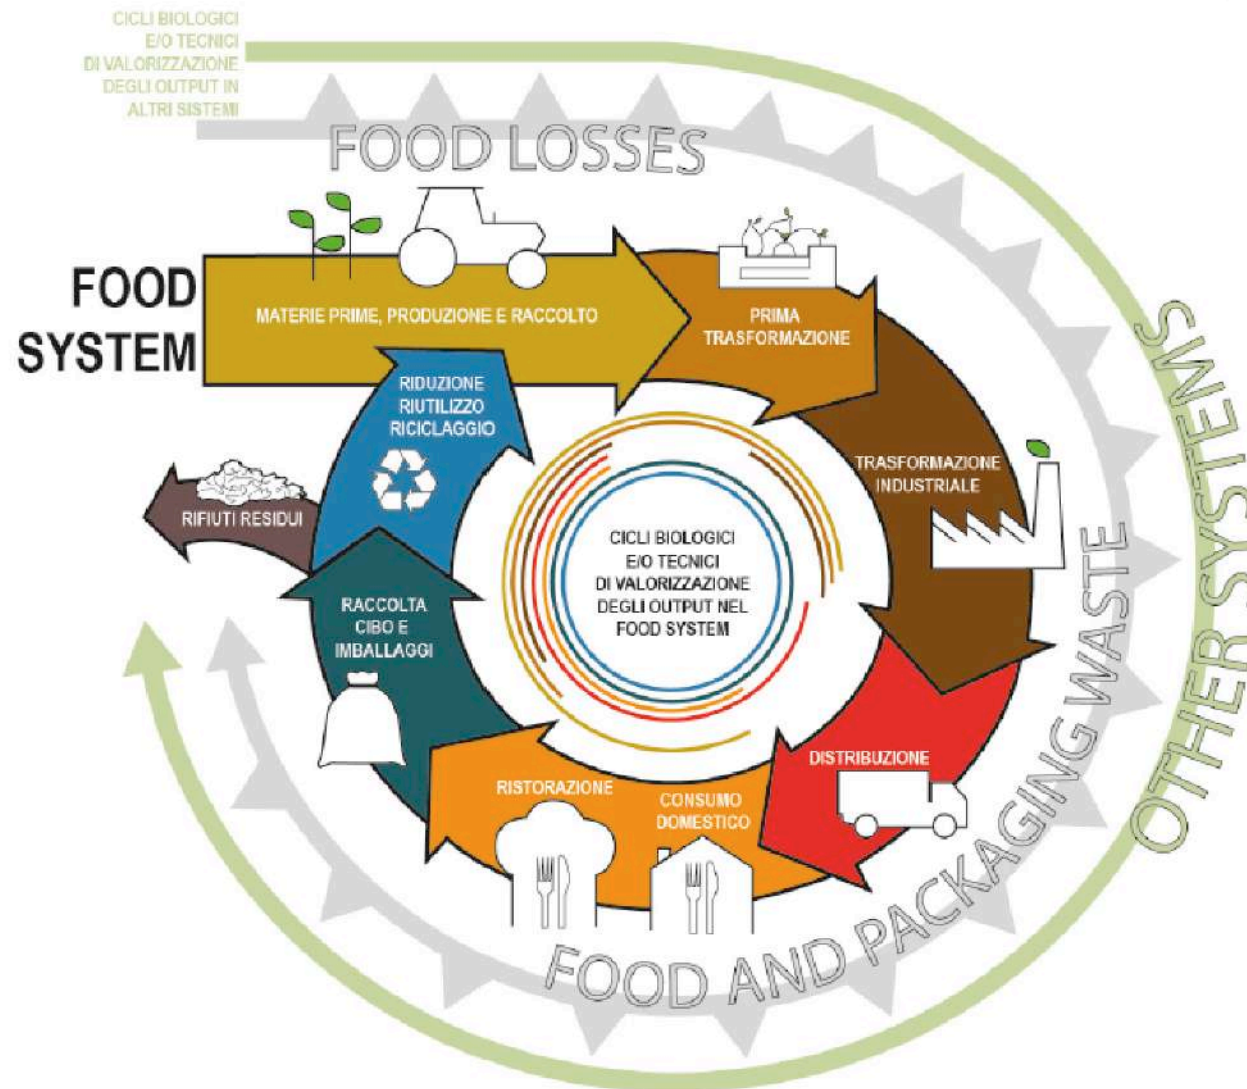 CICLI BIOLOGICI
E/O TECNICI
DI VALORIZZAZIONE
DEGLI OUTPUT IN
ALTRI SISTEMI
FOOD LOSSES
FOOD
SYSTEM
MATERIE PRIME, PRODUZIONE E RACCOLTO
PRIMA
TRASFORMAZIONE
TRASFORMAZIONE
INDUSTRIALE
DISTRIBUZIONE
CONSUMO
DOMESTICO
RISTORAZIONE
RACCOLTA
CIBO E
IMBALLAGGI
RIFIUTI RESIDUI
RIDUZIONE
RIUTILIZZO
RICICLAGGIO
CICLI BIOLOGICI
E/O TECNICI
DI VALORIZZAZIONE
DEGLI OUTPUT NEL
FOOD SYSTEM
FOOD AND PACKAGING WASTE
OTHER SYSTEMS